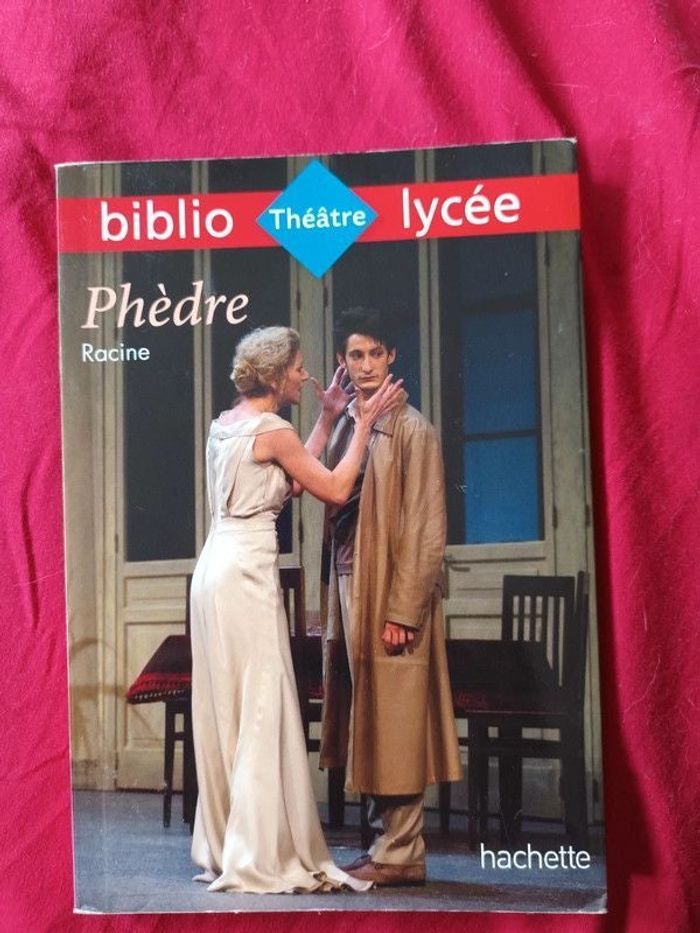 biblio Théâtre lycée
Phèdre
Racine
hachette